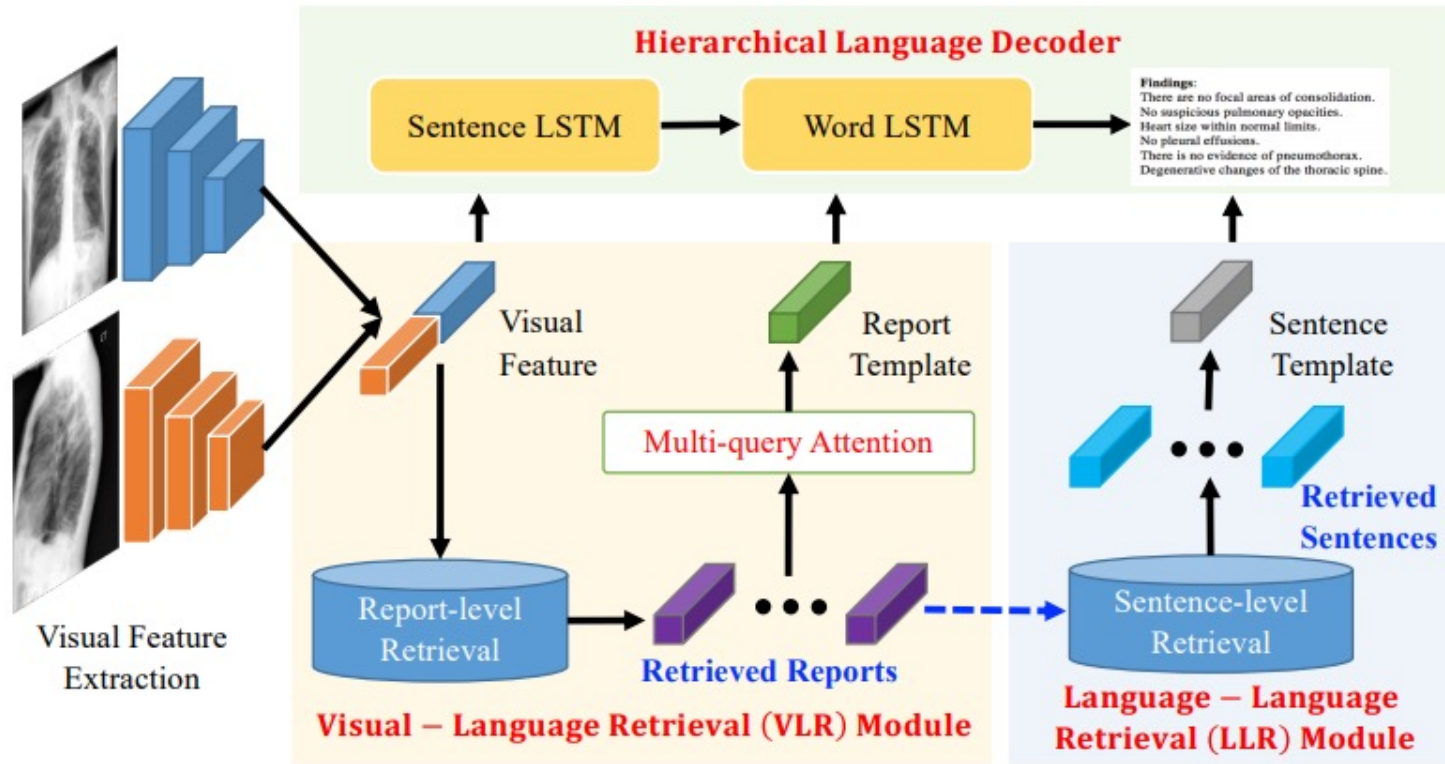 Hierarchical Language Decoder
Sentence LSTM
Word LSTM
Findings:
There are no focal areas of consolidation.
No suspicious pulmonary opacities.
Heart size within normal limits.
No pleural effusions.
There is no evidence of pneumothorax.
Degenerative changes of the thoracic spine.
Visual
Feature
Report
Template
Sentence
Template
Multi-query Attention
Retrieved
Sentences
Report-level
Retrieval
Sentence-level
Retrieval
Visual Feature
Extraction
Retrieved Reports
Visual – Language Retrieval (VLR) Module
Language – Language
Retrieval (LLR) Module